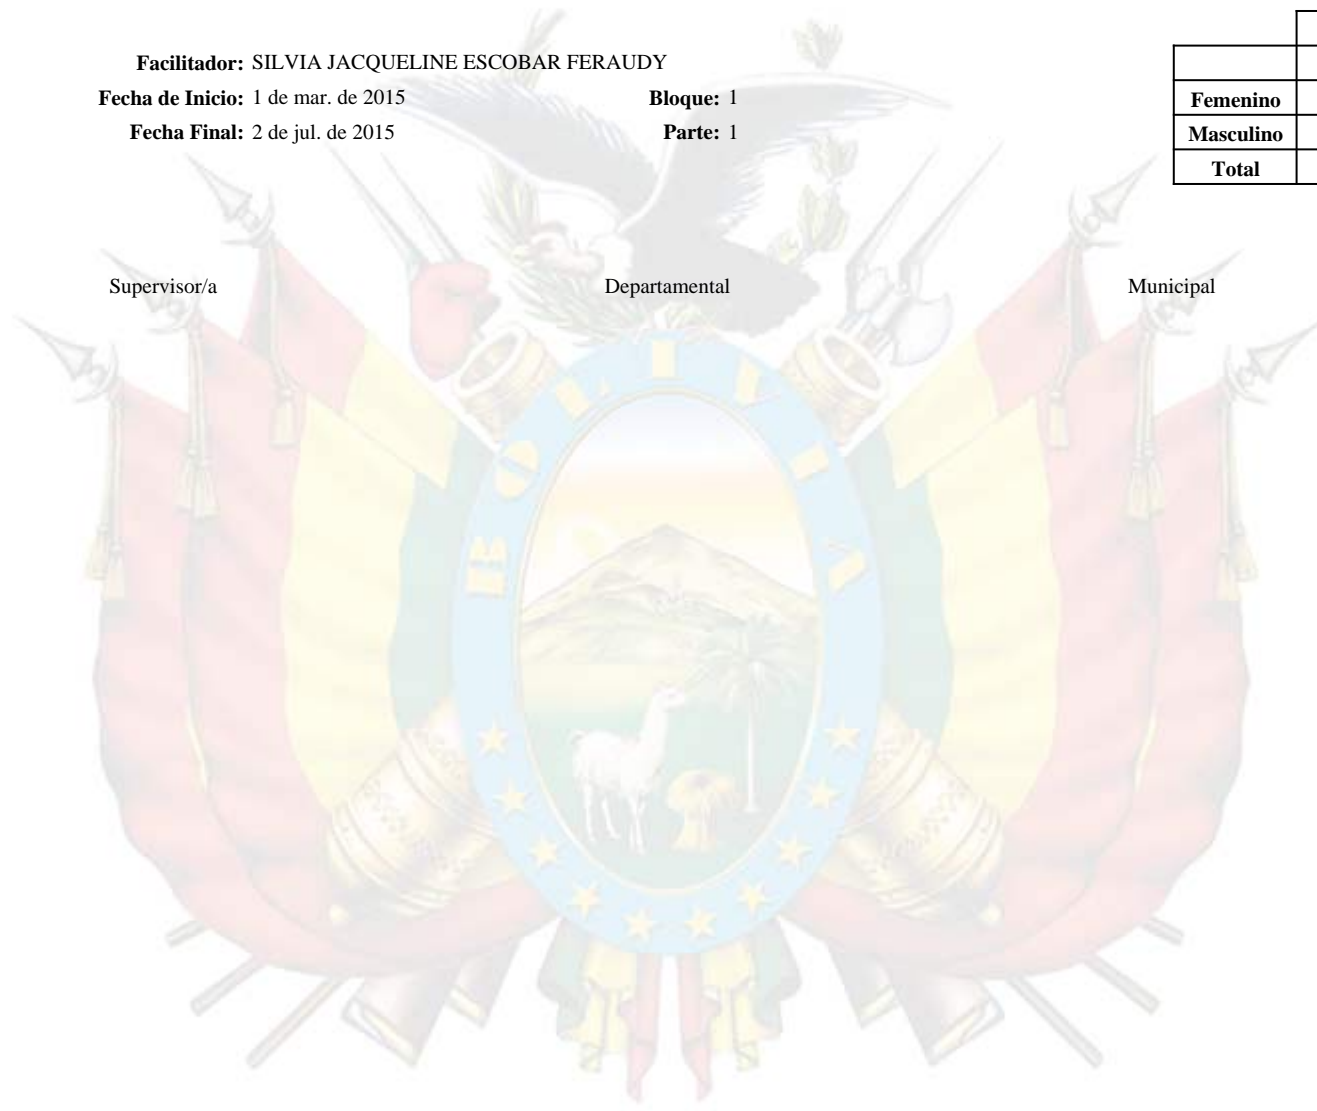 Facilitador: SILVIA JACQUELINE ESCOBAR FERAUDY
Fecha de Inicio: 1 de mar. de 2015 Bloque: 1
Femenino
Fecha Final: 2 de jul. de 2015 Parte: 1
Masculino
Total
Supervisor/a Departamental Municipal
BOLIVIA